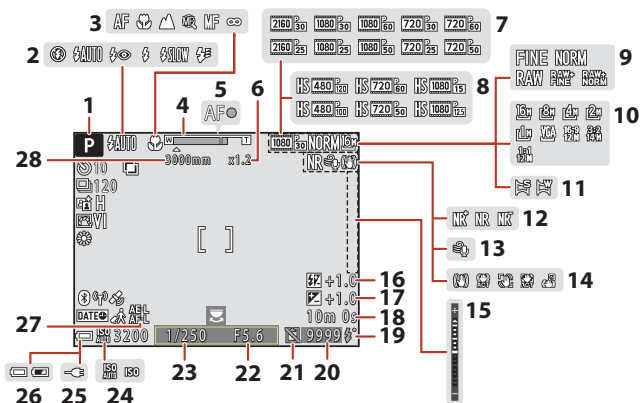 3 AF MF ∞
2 AUTO SLOW E
7
2160 30 1080 30 1080 60 720 30 720 60
2160 25 1080 25 1080 50 720 25 720 50
8
HS 480 120 HS 720 60 HS 1080 15
HS 480 100 HS 720 50 HS 1080 12.5
9
FINE NORM
RAW RAW+ FINE RAW+ NORM
10
16M 8M 4M 2M
1M VGA 16:9 12M 3:2 14M
1:1 12M
11
1
4
5 AF
6
P AUTO W T 1080 30 NORM 16M
28 3000mm x1.2 NR
10
120
H
VI
12 NR+ NR NR-
13
14
15
16 +1.0
17 +1.0
18 10m 0s
19
27 DATE AEL AFL
ISO AUTO 3200 1/250 F5.6 9999
26 25 24 ISO AUTO ISO 23 22 21 20